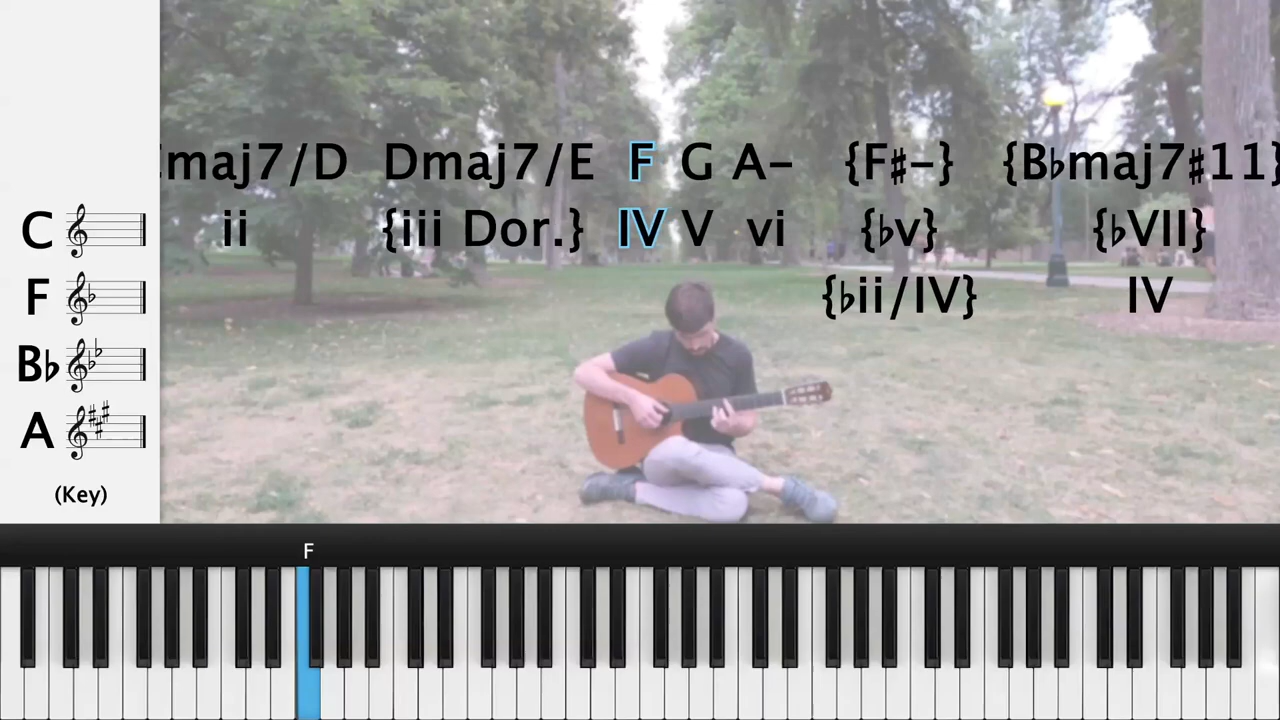 maj7/D Dmaj7/E F G A– {F♯–} {B♭maj7♯11}
C ii {iii Dor.} IV V vi {♭v} {♭VII}
F {♭ii/IV} IV
B♭
A
(Key)
F